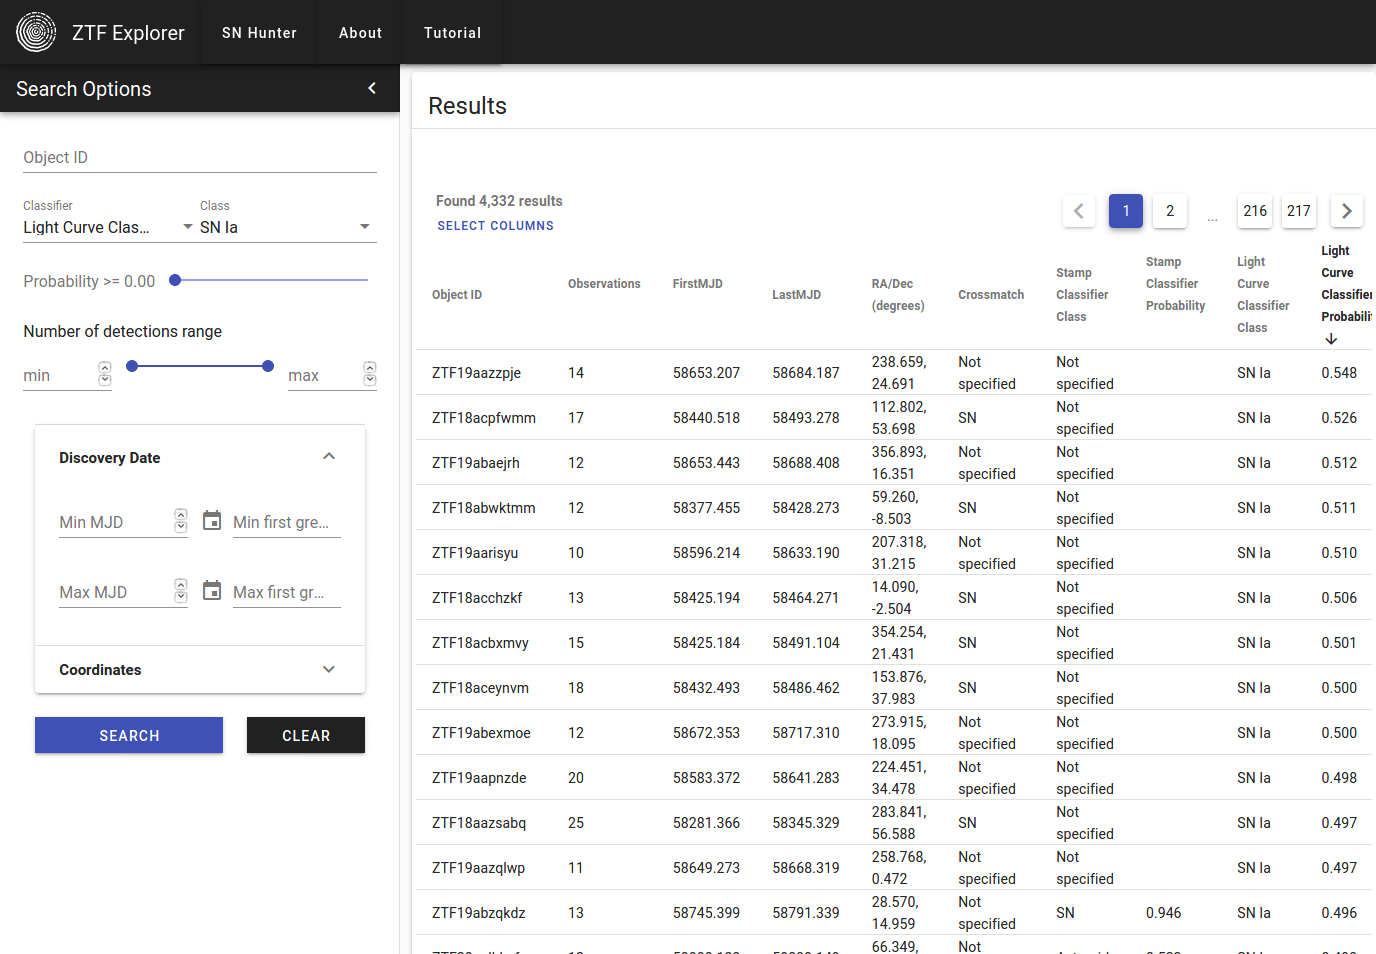 ZTF Explorer
SN Hunter
About
Tutorial
Search Options
Object ID
Classifier
Class
Light Curve Clas...
SN Ia
Probability >= 0.00
Number of detections range
min
max
Discovery Date
Min MJD
Min first gre...
Max MJD
Max first gr...
Coordinates
SEARCH
CLEAR
Results
Found 4,332 results
SELECT COLUMNS
1
2
...
216
217
Object ID
Observations
FirstMJD
LastMJD
RA/Dec
(degrees)
Crossmatch
Stamp
Classifier
Class
Stamp
Classifier
Probability
Light
Curve
Classifier
Class
Light
Curve
Classifier
Probabili
ZTF19aazzpje 14 58653.207 58684.187 238.659, Not Not SN Ia 0.548
24.691 specified specified
ZTF18acpfwmm 17 58440.518 58493.278 112.802, SN Not SN Ia 0.526
53.698 specified
ZTF19abaejrh 12 58653.443 58688.408 356.893, Not Not SN Ia 0.512
16.351 specified specified
ZTF18abwktmm 12 58377.455 58428.273 59.260, SN Not SN Ia 0.511
-8.503 specified
ZTF19aarisyu 10 58596.214 58633.190 207.318, Not Not SN Ia 0.510
31.215 specified specified
ZTF18acchzkf 13 58425.194 58464.271 14.090, SN Not SN Ia 0.506
-2.504 specified
ZTF18acbxmvy 15 58425.184 58491.104 354.254, SN Not SN Ia 0.501
21.431 specified
ZTF18aceynvm 18 58432.493 58486.462 153.876, SN Not SN Ia 0.500
37.983 specified
ZTF19abexmoe 12 58672.353 58717.310 273.915, Not Not SN Ia 0.500
18.095 specified specified
ZTF19aapnzde 20 58583.372 58641.283 224.451, Not Not SN Ia 0.498
34.478 specified specified
ZTF18aazsabq 25 58281.366 58345.329 283.841, SN Not SN Ia 0.497
56.588 specified
ZTF19aazqlwp 11 58649.273 58668.319 258.768, Not Not SN Ia 0.497
0.472 specified specified
ZTF19abzqkdz 13 58745.399 58791.339 28.570, Not SN 0.946 SN Ia 0.496
14.959 specified
66.349, Not